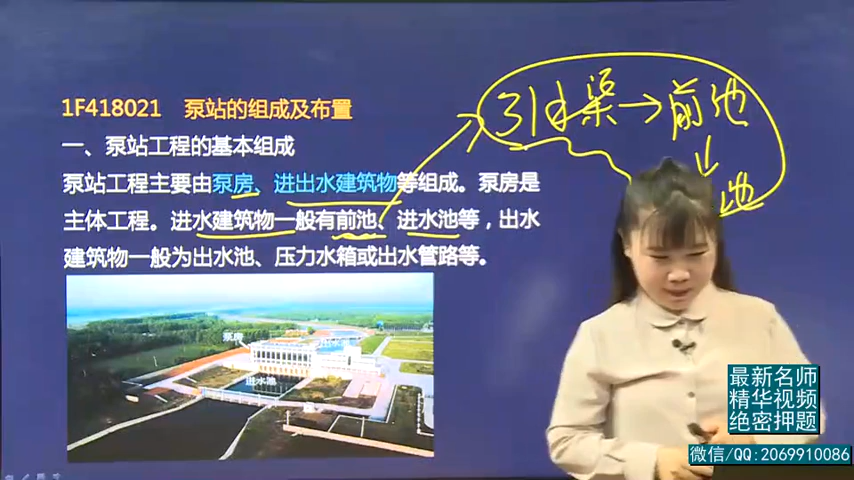 1F418021 泵站的组成及布置
一、泵站工程的基本组成
泵站工程主要由泵房、进出水建筑物等组成。泵房是
主体工程。进水建筑物一般有前池、进水池等，出水
建筑物一般为出水池、压力水箱或出水管路等。
引水渠→前池
↓
池
泵房
进水池
最新名师
精华视频
绝密押题
微信/QQ:2069910086